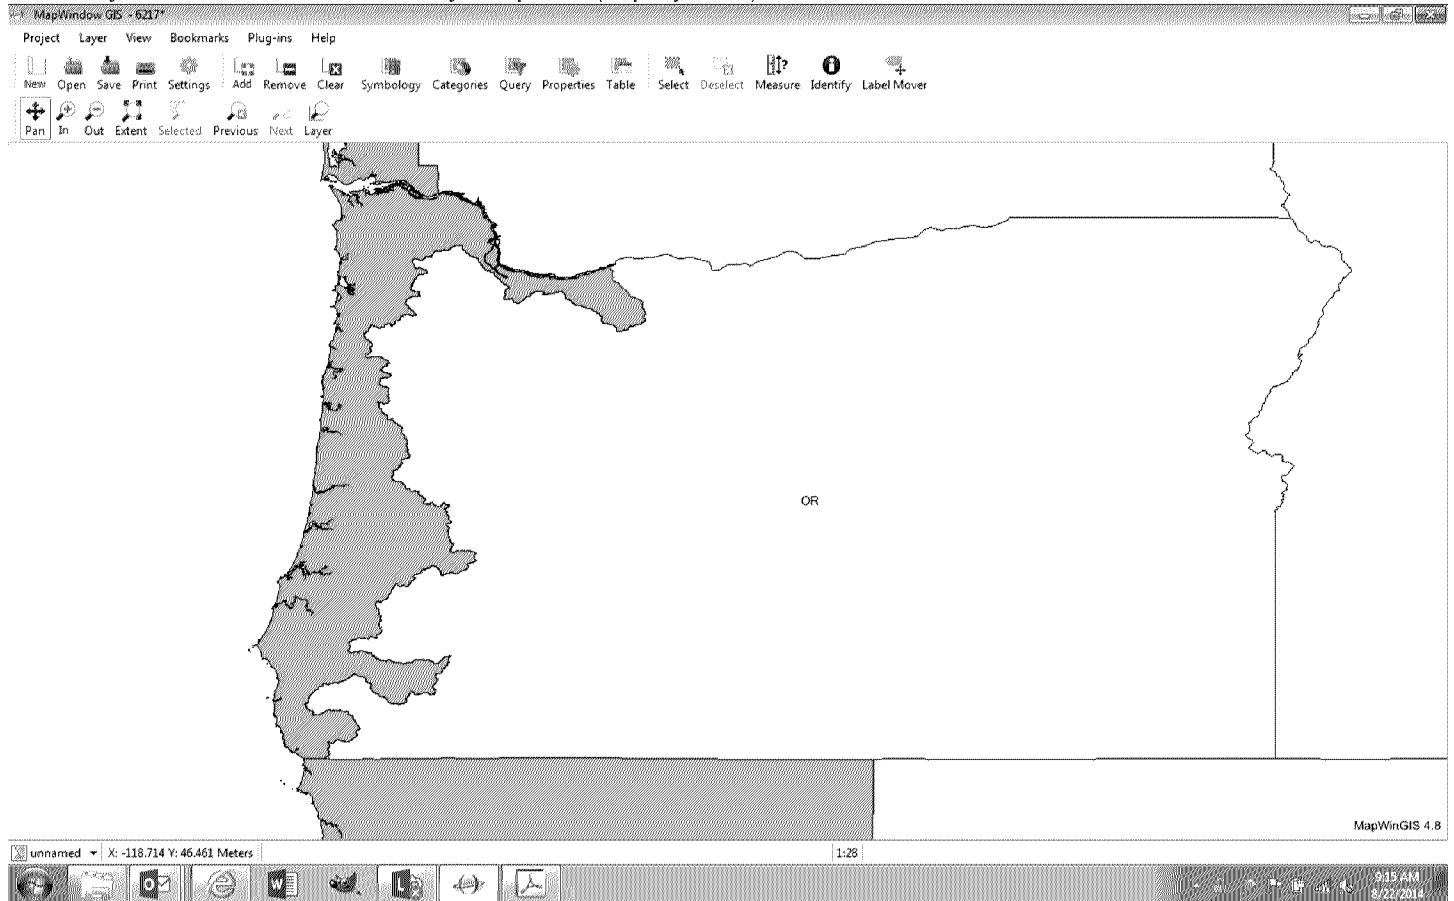 MapWindow GIS - 6217*
Project Layer View Bookmarks Plug-ins Help
New Open Save Print Settings Add Remove Clear Symbology Categories Query Properties Table Select Deselect Measure Identify Label Mover
Pan In Out Extent Selected Previous Next Layer
OR
MapWinGIS 4.8
unnamed X: -118.714 Y: 46.461 Meters 1:28
9:15 AM
8/22/2014